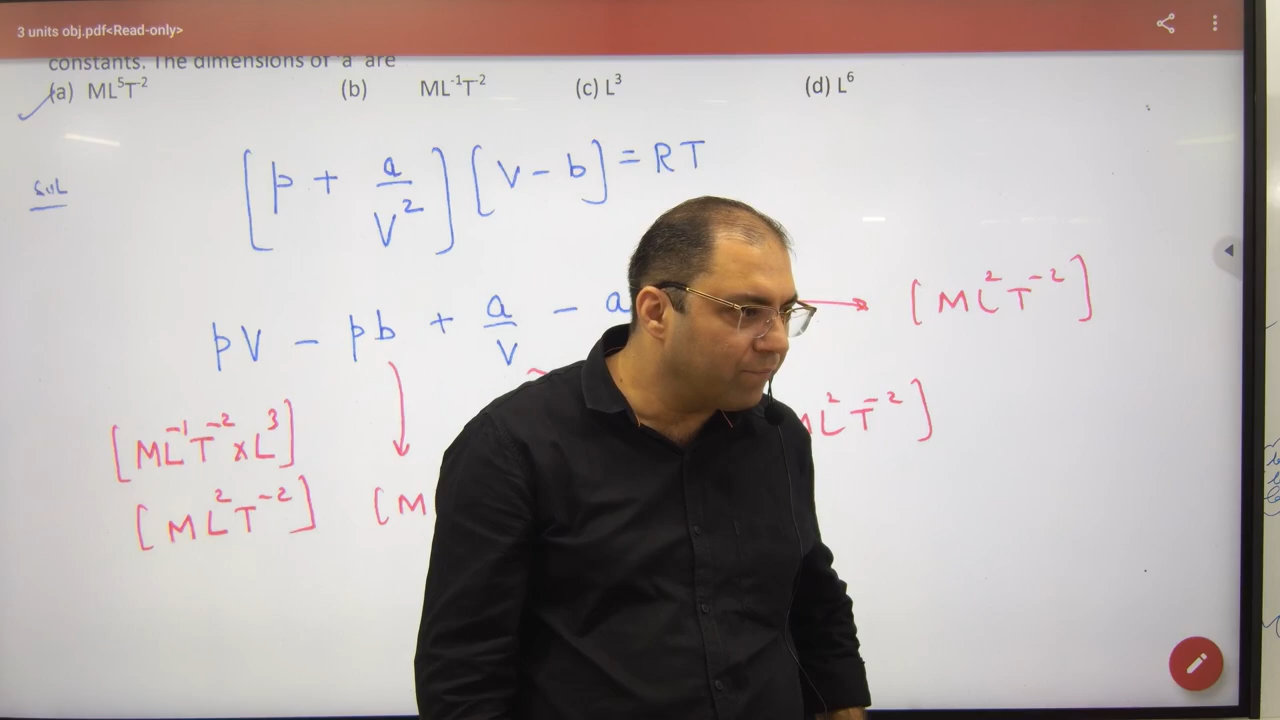 3 units obj.pdf<Read-only>
constants. The dimensions of 'a' are
(a) ML⁵T⁻² (b) ML⁻¹T⁻² (c) L³ (d) L⁶
Sol
[p + a/V²] [V - b] = RT
pV - pb + a/V - a → [ML²T⁻²]
[ML⁻¹T⁻² x L³] ML²T⁻²]
[ML²T⁻²] [M